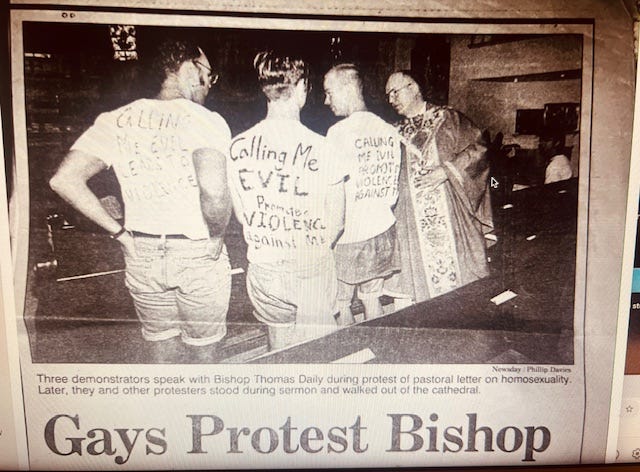 CALLING
ME EVIL
LEADS TO
VIOLENCE
Calling Me
EVIL
Promotes
VIOLENC
Against Me
CALLING
ME EVIL
PROMOT
VIOLENCE
AGAINST
Newsday / Phillip Davies
Three demonstrators speak with Bishop Thomas Daily during protest of pastoral letter on homosexuality.
Later, they and other protesters stood during sermon and walked out of the cathedral.
Gays Protest Bishop